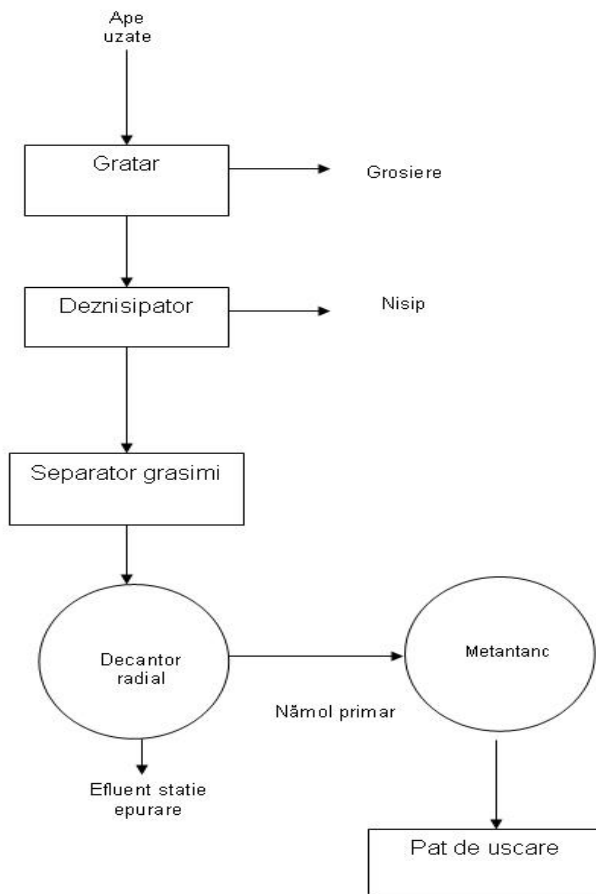 Ape
uzate
Gratar
Grosiere
Deznisipator
Nisip
Separator grasimi
Decantor
radial
Metantanc
Nămol primar
Efluent statie
epurare
Pat de uscare